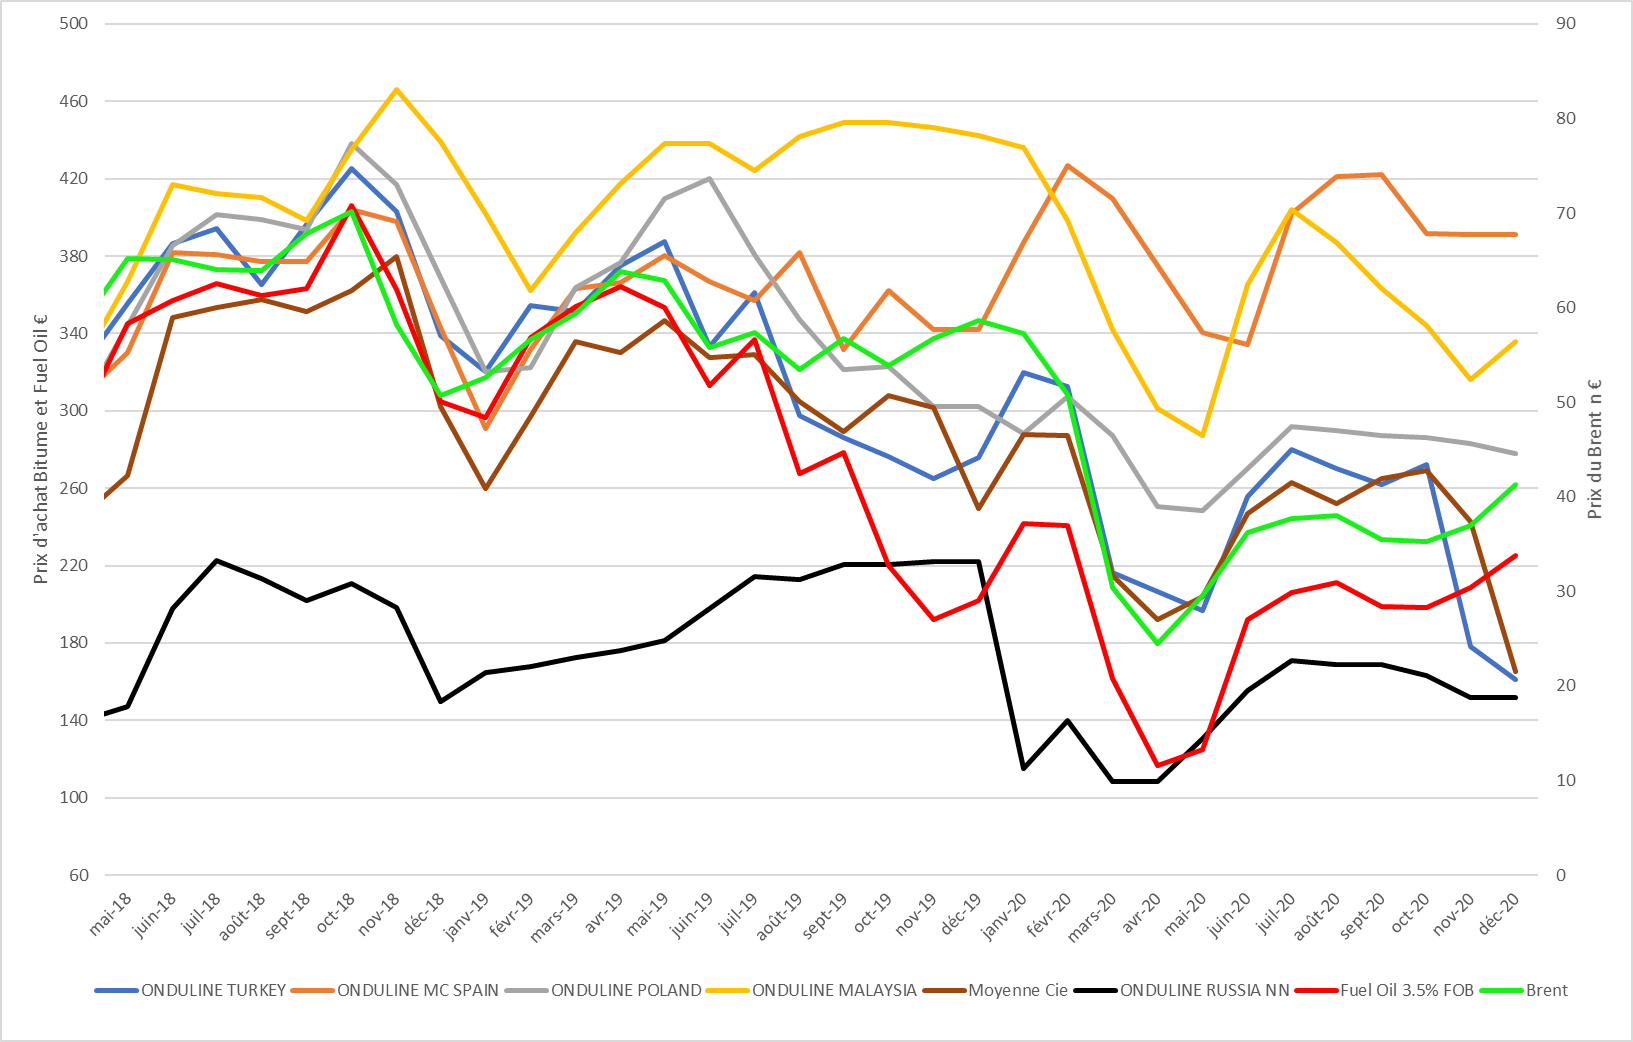 500
460
420
380
340
300
260
220
180
140
100
60
Prix d'achat Bitume et Fuel Oil €
90
80
70
60
50
40
30
20
10
0
Prix du Brent n €
mai-18
juin-18
juil-18
août-18
sept-18
oct-18
nov-18
déc-18
janv-19
févr-19
mars-19
avr-19
mai-19
juin-19
juil-19
août-19
sept-19
oct-19
nov-19
déc-19
janv-20
févr-20
mars-20
avr-20
mai-20
juin-20
juil-20
août-20
sept-20
oct-20
nov-20
déc-20
ONDULINE TURKEY ONDULINE MC SPAIN ONDULINE POLAND ONDULINE MALAYSIA Moyenne Cie ONDULINE RUSSIA NN Fuel Oil 3.5% FOB Brent